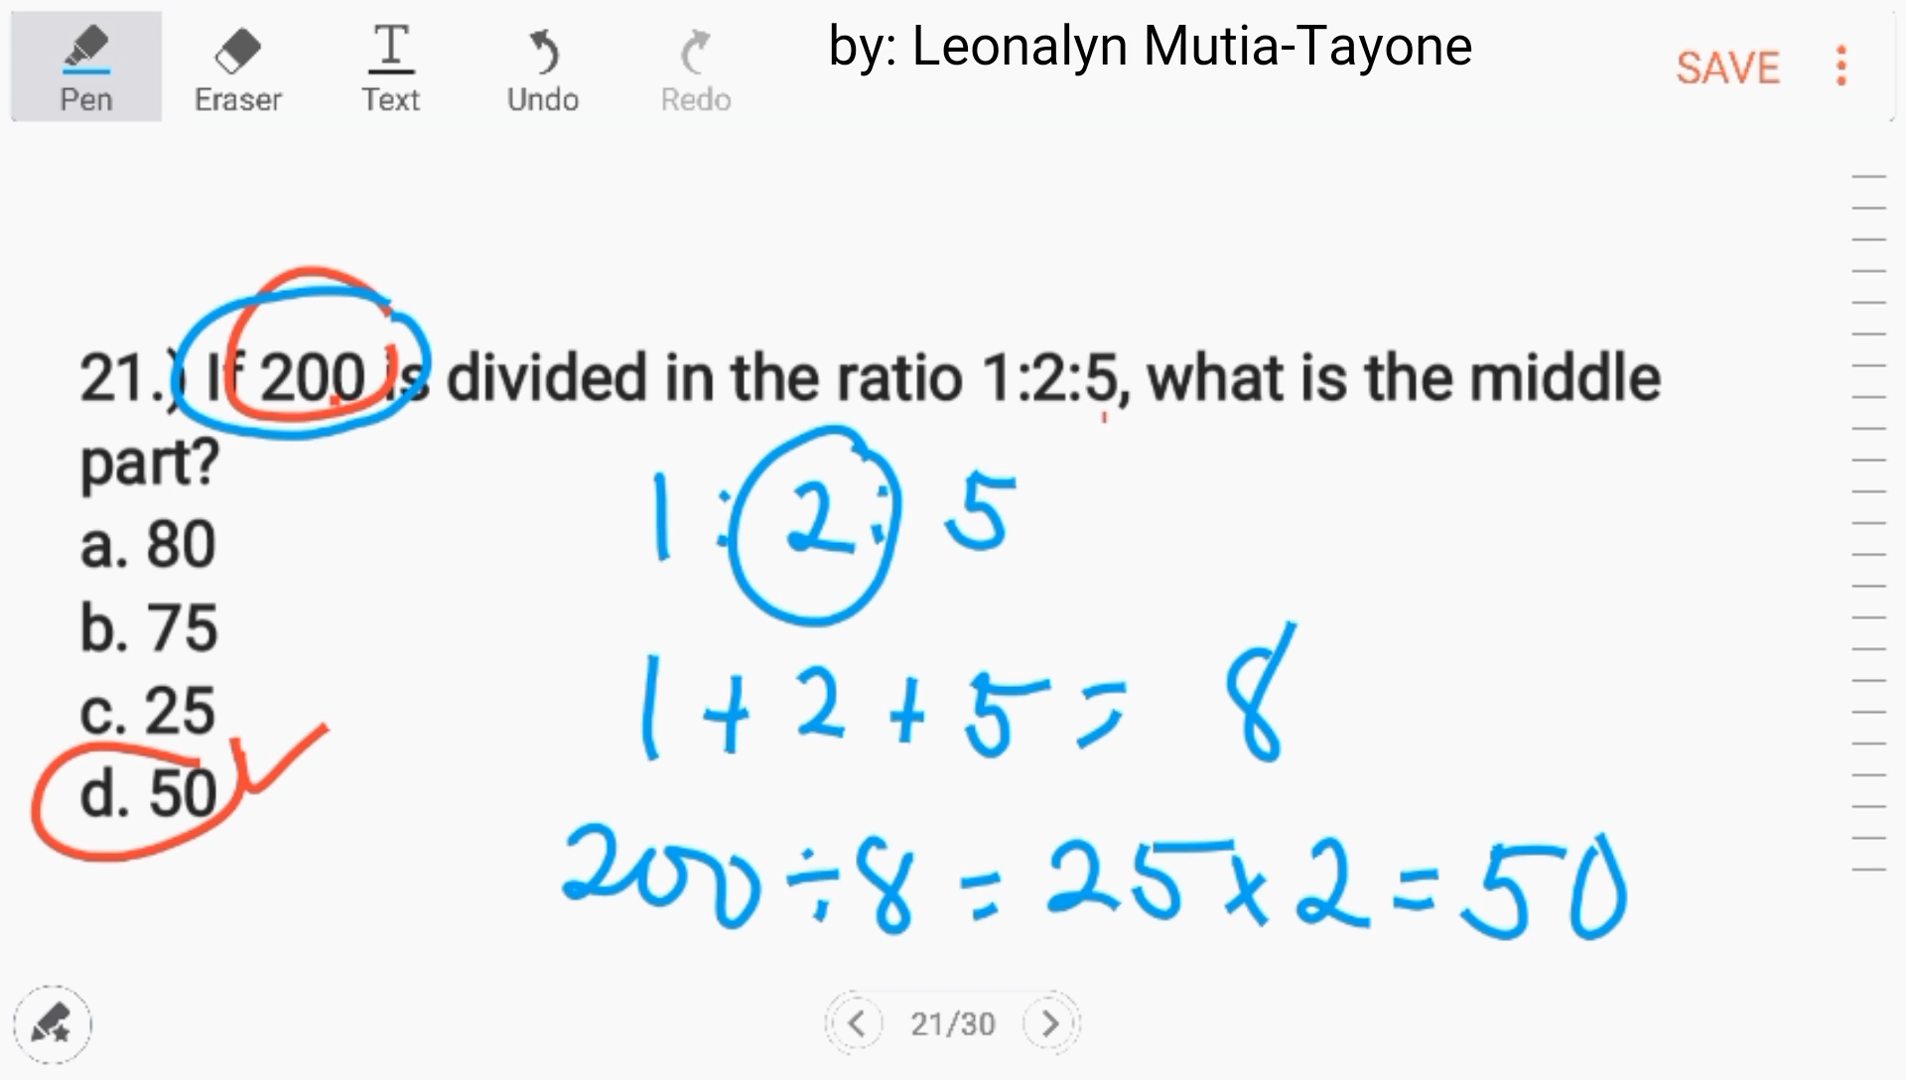 by: Leonalyn Mutia-Tayone
Pen Eraser Text Undo Redo SAVE
21.) If 200 is divided in the ratio 1:2:5, what is the middle
part?
1 : 2 : 5
a. 80
b. 75
1 + 2 + 5 = 8
c. 25
d. 50
200 ÷ 8 = 25 x 2 = 50
21/30